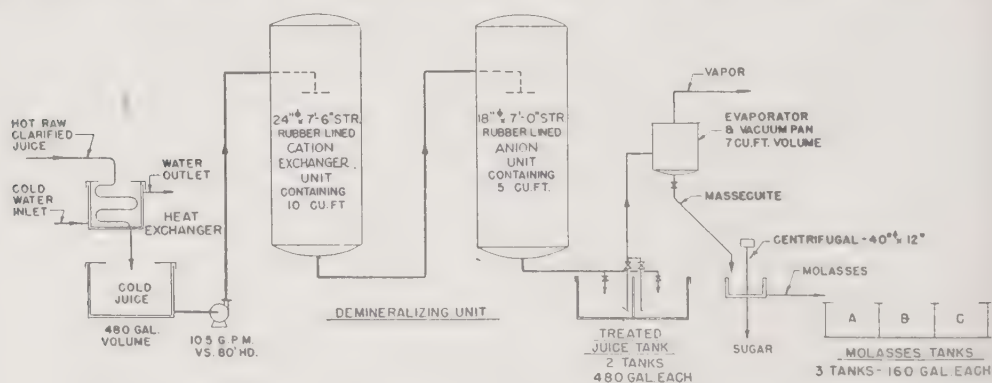 HOT RAW
CLARIFIED
JUICE
COLD
WATER
INLET
WATER
OUTLET
HEAT
EXCHANGER
COLD
JUICE
480 GAL.
VOLUME
10.5 G.P.M.
VS. 80' HD.
24"ϕ x 7'-6" STR.
RUBBER LINED
CATION
EXCHANGER
UNIT
CONTAINING
10 CU.FT
DEMINERALIZING UNIT
18"ϕ x 7'-0" STR
RUBBER LINED
ANION
UNIT
CONTAINING
5 CU.FT.
VAPOR
EVAPORATOR
& VACUUM PAN
7 CU.FT. VOLUME
MASSECUITE
CENTRIFUGAL - 40"ϕ x 12"
MOLASSES
TREATED
JUICE TANK
2 TANKS
480 GAL EACH
SUGAR
A B C
MOLASSES TANKS
3 TANKS - 160 GAL. EACH